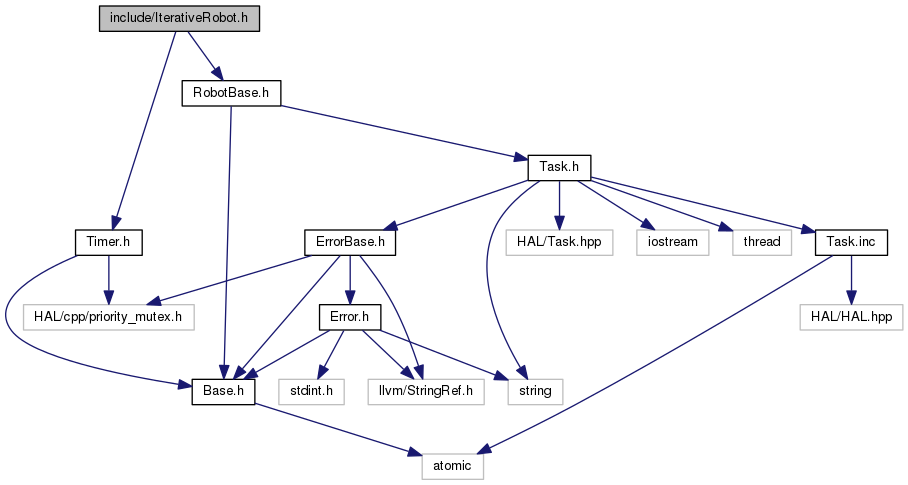 include/IterativeRobot.h
RobotBase.h
Task.h
Timer.h
ErrorBase.h
HAL/Task.hpp
iostream
thread
Task.inc
HAL/cpp/priority_mutex.h
Error.h
HAL/HAL.hpp
Base.h
stdint.h
llvm/StringRef.h
string
atomic